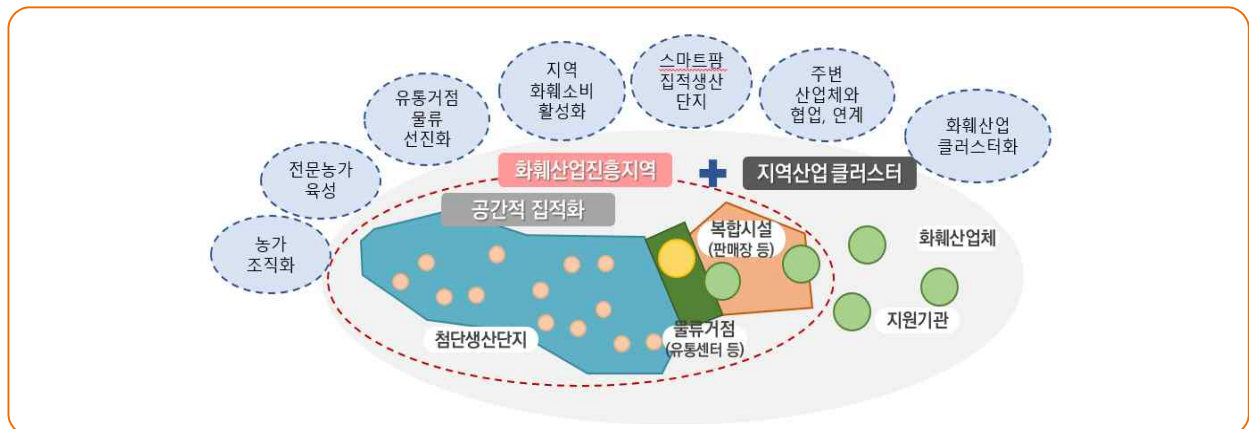 농가
조직화
전문농가
육성
유통거점
물류
선진화
지역
화훼소비
활성화
스마트팜
집적생산
단지
주변
산업체와
협업, 연계
화훼산업
클러스터화
화훼산업진흥지역
지역산업 클러스터
공간적 집적화
복합시설
(판매장 등)
화훼산업체
첨단생산단지
물류거점
(유통센터 등)
지원기관